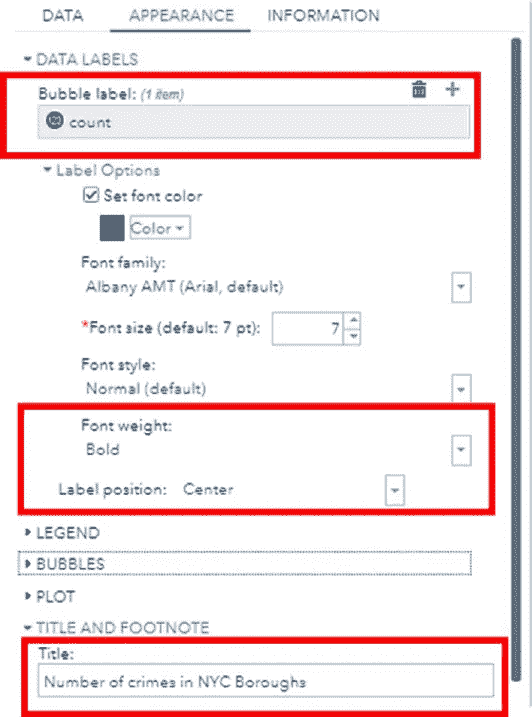 DATA APPEARANCE INFORMATION
DATA LABELS
Bubble label: (1 item)
count
Label Options
Set font color
Color
Font family:
Albany AMT (Arial, default)
*Font size (default: 7 pt): 7
Font style:
Normal (default)
Font weight:
Bold
Label position: Center
LEGEND
BUBBLES
PLOT
TITLE AND FOOTNOTE
Title:
Number of crimes in NYC Boroughs